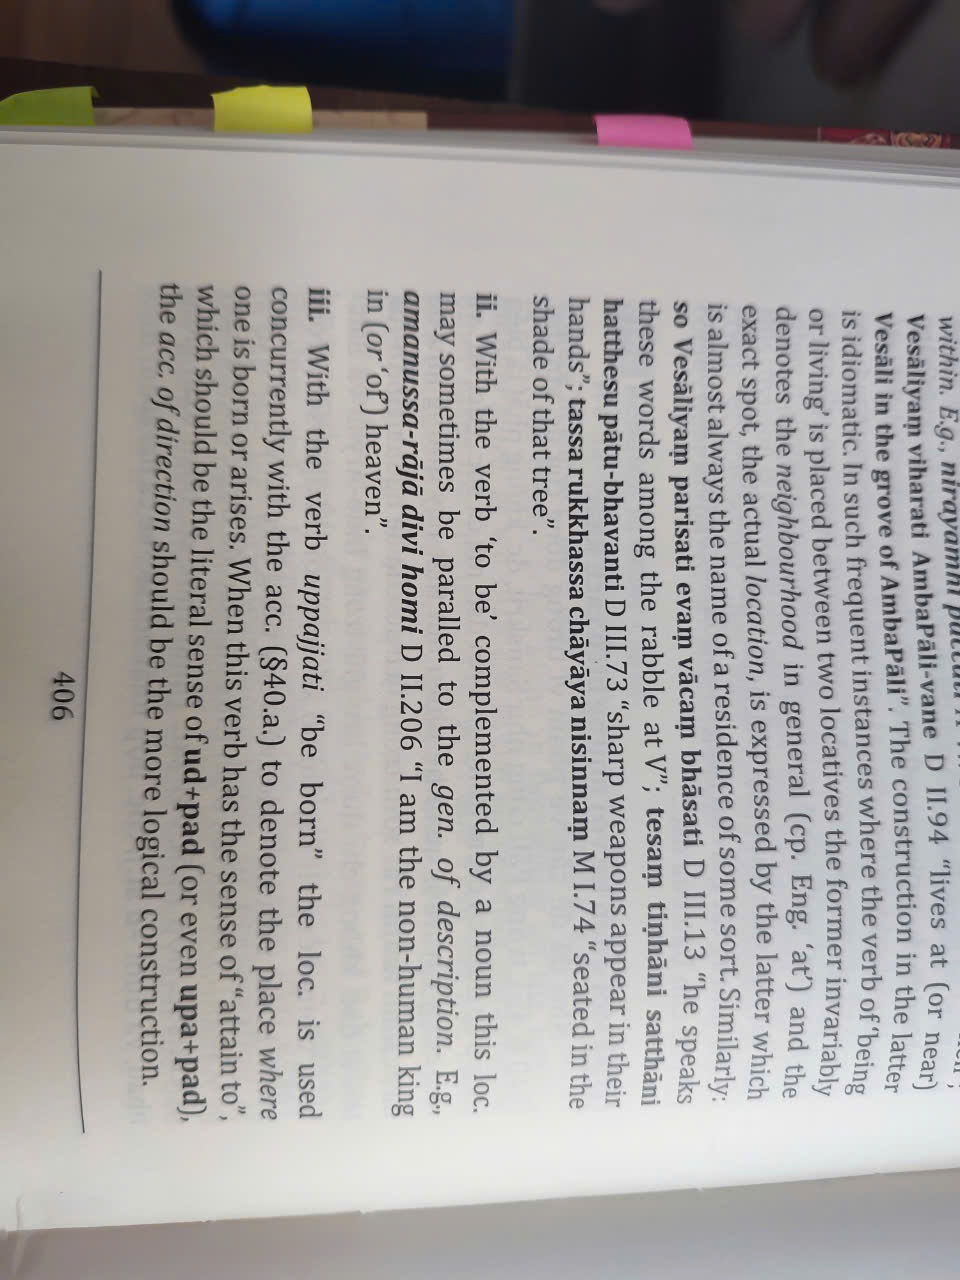 within. E.g., nirayamhi
Vesāliyaṃ viharati AmbaPāli-vane D II.94 “lives at (or near)
Vesāli in the grove of AmbaPāli”. The construction in the latter
is idiomatic. In such frequent instances where the verb of ‘being
or living’ is placed between two locatives the former invariably
denotes the neighbourhood in general (cp. Eng. ‘at’) and the
exact spot, the actual location, is expressed by the latter which
is almost always the name of a residence of some sort. Similarly:
so Vesāliyaṃ parisati evaṃ vācaṃ bhāsati D III.13 “he speaks
these words among the rabble at V”; tesaṃ tiṇhāni satthāni
hatthesu pātu-bhavanti D III.73 “sharp weapons appear in their
hands”; tassa rukkhassa chāyāya nisinnaṃ M I.74 “seated in the
shade of that tree”.
ii. With the verb ‘to be’ complemented by a noun this loc.
may sometimes be paralled to the gen. of description. E.g.,
amanussa-rājā divi homi D II.206 “I am the non-human king
in (or ‘of’) heaven”.
iii. With the verb uppajjati “be born” the loc. is used
concurrently with the acc. (§40.a.) to denote the place where
one is born or arises. When this verb has the sense of “attain to”,
which should be the literal sense of ud+pad (or even upa+pad),
the acc. of direction should be the more logical construction.
406